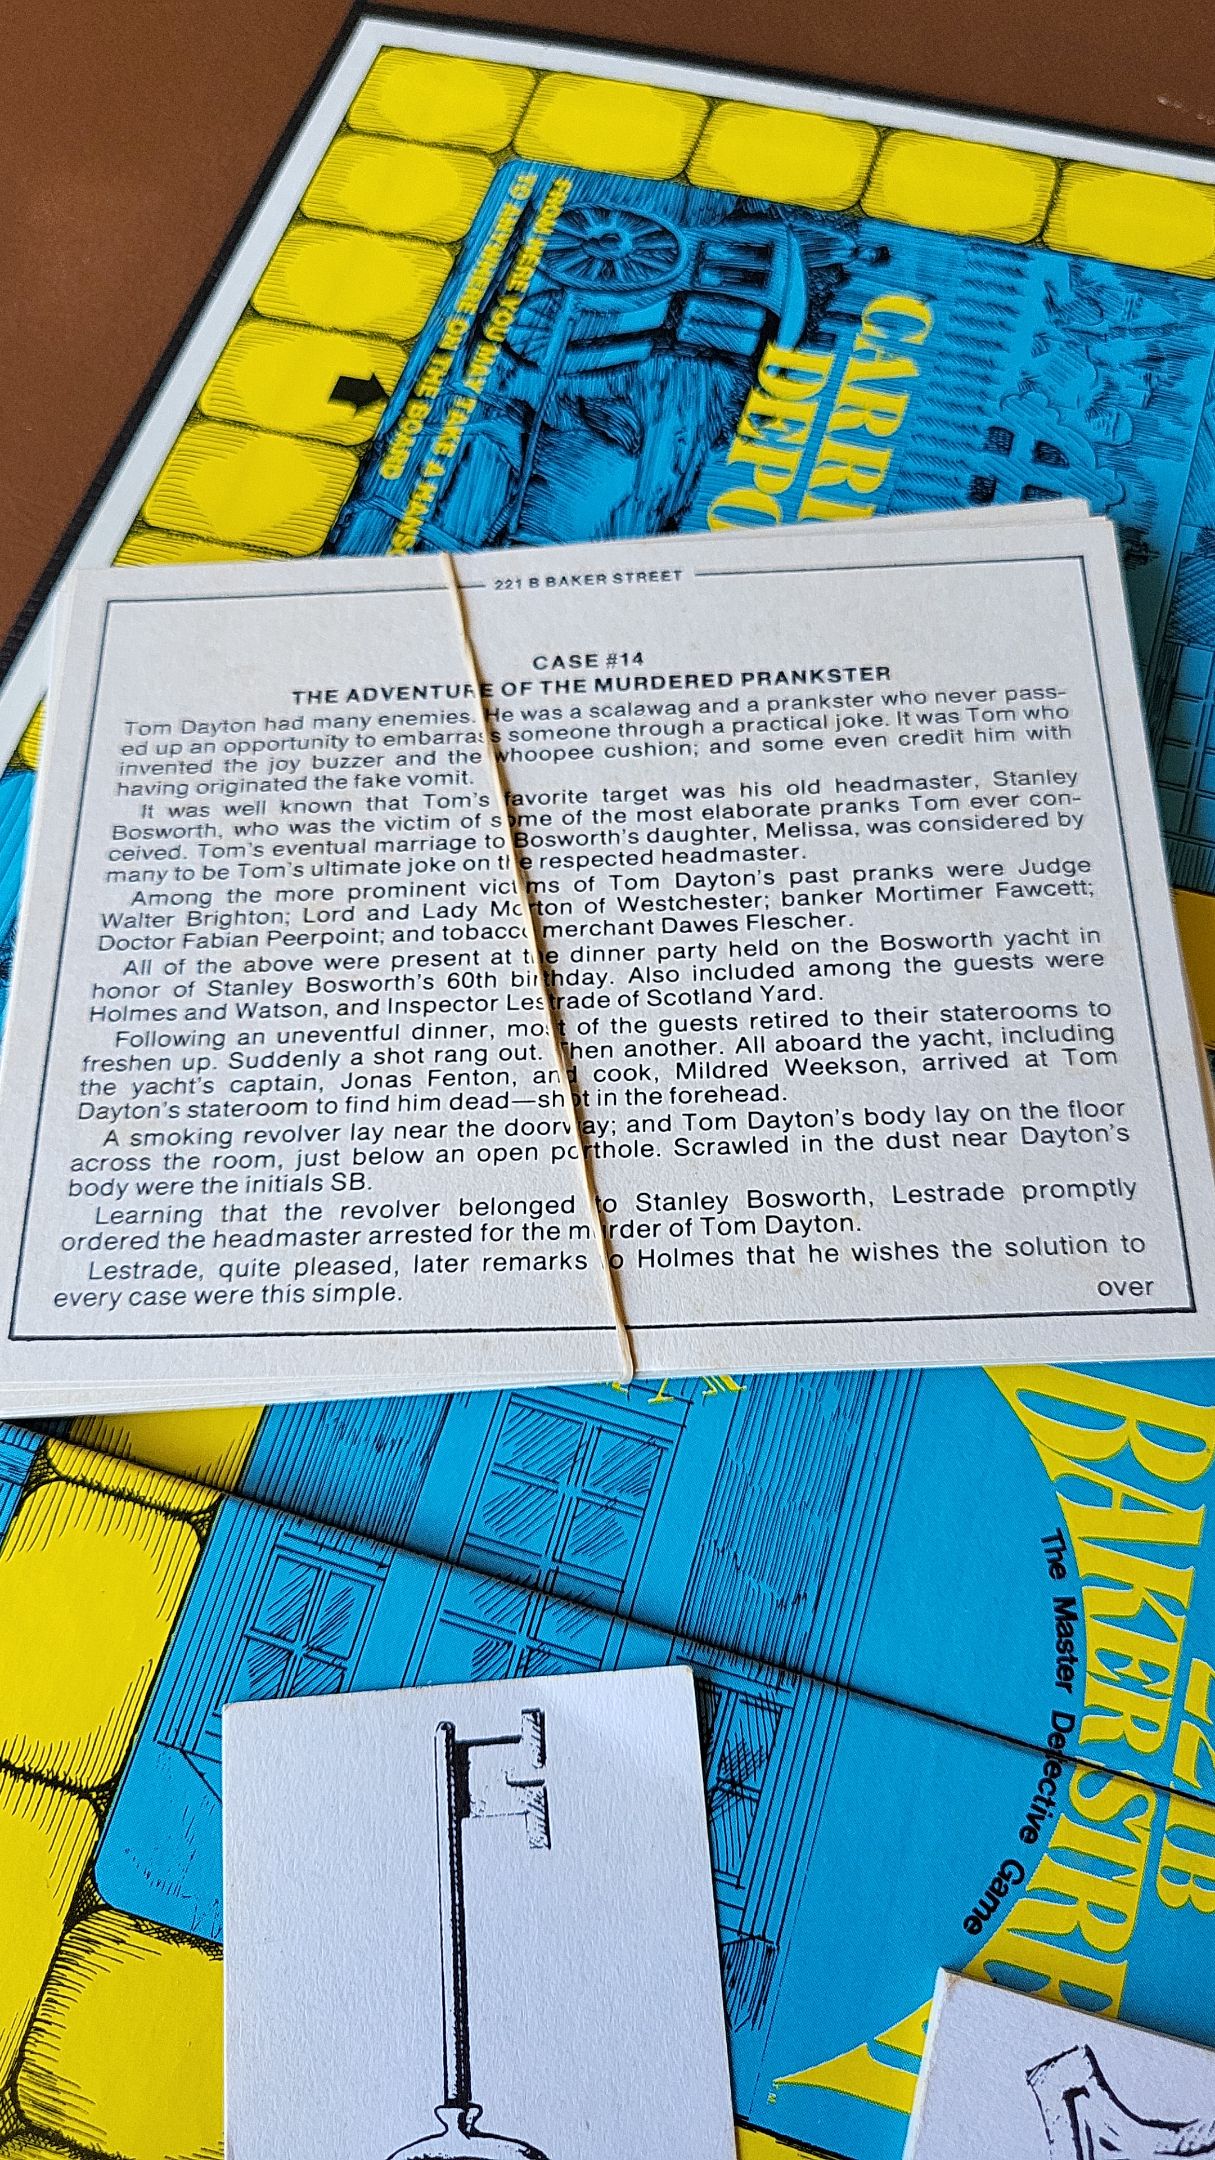 FROM HERE YOU MAY TAKE A
TO ANYWHERE ON THE BOARD
221 B BAKER STREET
CASE #14
THE ADVENTURE OF THE MURDERED PRANKSTER
Tom Dayton had many enemies. He was a scalawag and a prankster who never pass-
ed up an opportunity to embarrass someone through a practical joke. It was Tom who
invented the joy buzzer and the whoopee cushion; and some even credit him with
having originated the fake vomit.
It was well known that Tom's favorite target was his old headmaster, Stanley
Bosworth, who was the victim of some of the most elaborate pranks Tom ever con-
ceived. Tom's eventual marriage to Bosworth's daughter, Melissa, was considered by
many to be Tom's ultimate joke on the respected headmaster.
Among the more prominent victims of Tom Dayton's past pranks were Judge
Walter Brighton; Lord and Lady Morton of Westchester; banker Mortimer Fawcett;
Doctor Fabian Peerpoint; and tobacco merchant Dawes Flescher.
All of the above were present at the dinner party held on the Bosworth yacht in
honor of Stanley Bosworth's 60th birthday. Also included among the guests were
Holmes and Watson, and Inspector Lestrade of Scotland Yard.
Following an uneventful dinner, most of the guests retired to their staterooms to
freshen up. Suddenly a shot rang out. Then another. All aboard the yacht, including
the yacht's captain, Jonas Fenton, and cook, Mildred Weekson, arrived at Tom
Dayton's stateroom to find him dead—shot in the forehead.
A smoking revolver lay near the doorway; and Tom Dayton's body lay on the floor
across the room, just below an open porthole. Scrawled in the dust near Dayton's
body were the initials SB.
Learning that the revolver belonged to Stanley Bosworth, Lestrade promptly
ordered the headmaster arrested for the murder of Tom Dayton.
Lestrade, quite pleased, later remarks to Holmes that he wishes the solution to
every case were this simple.
over
BAKER STRE
The Master Detective Game